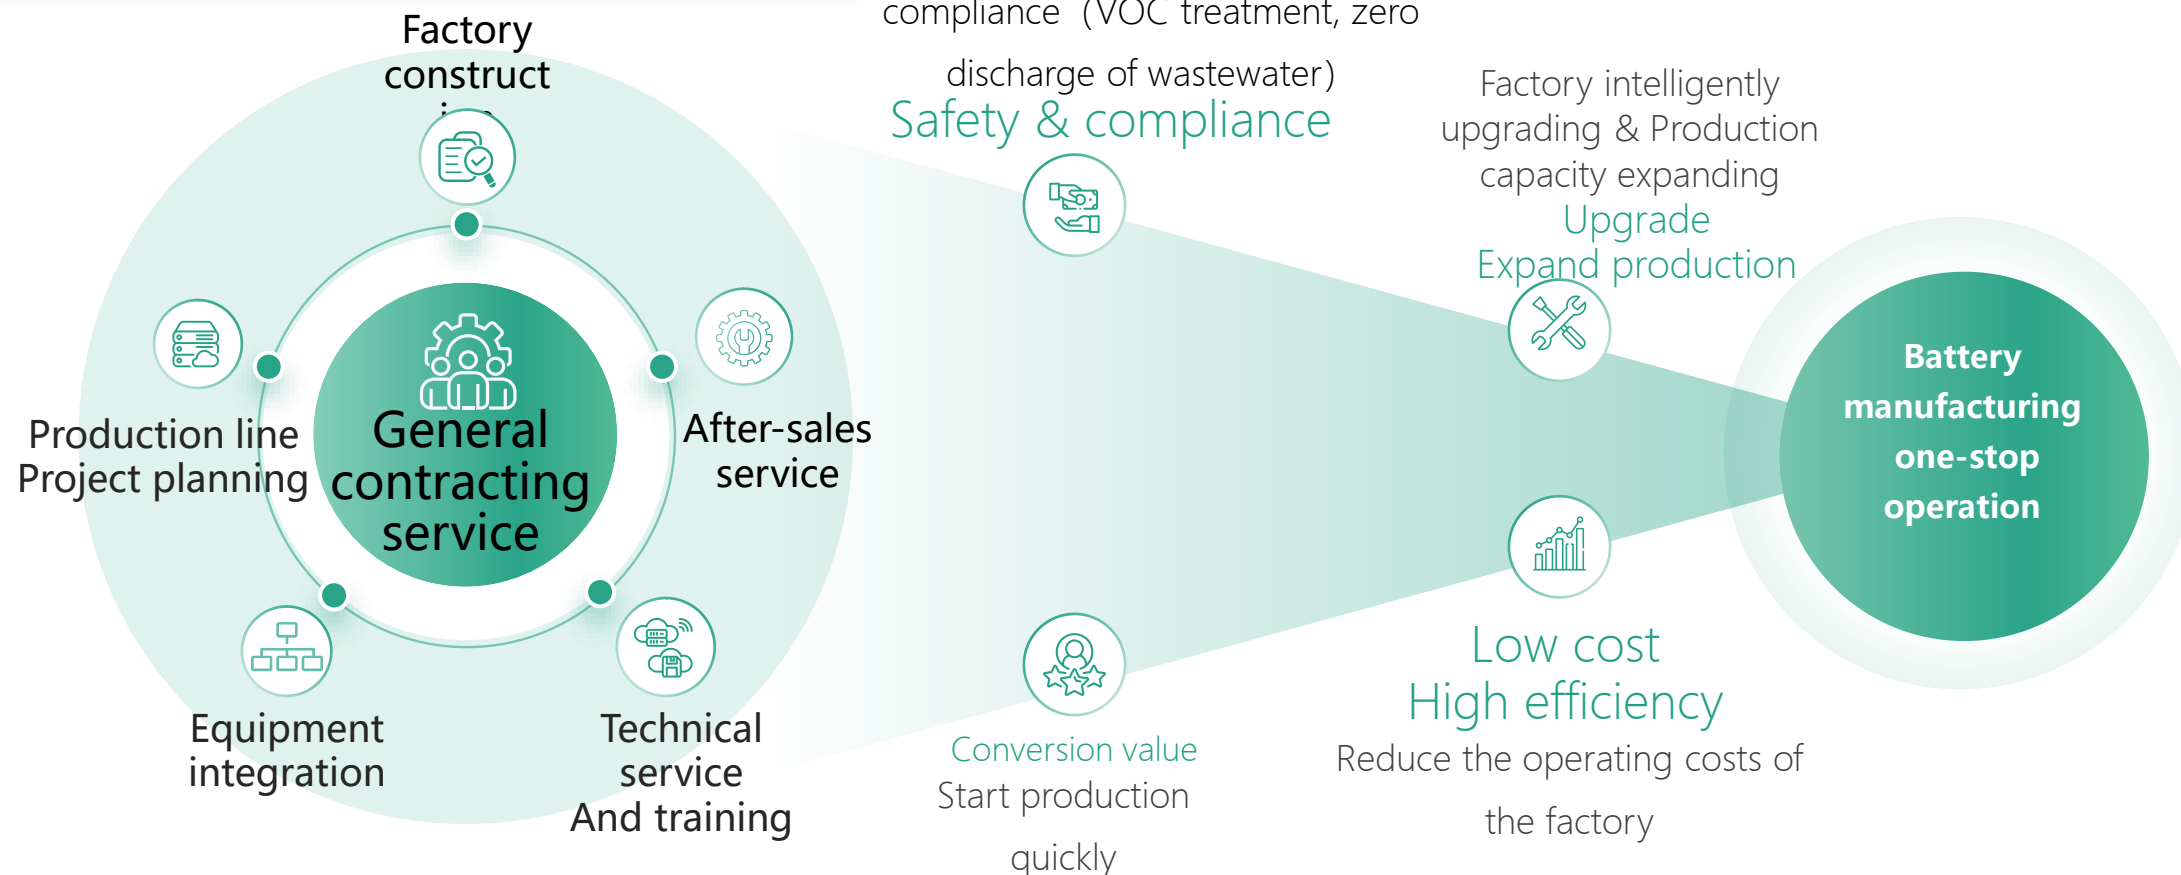 Factory
construct
compliance (VOC treatment, zero
discharge of wastewater)
Safety & compliance
Factory intelligently
upgrading & Production
capacity expanding
Upgrade
Expand production
Production line
Project planning
General
contracting
service
After-sales
service
Equipment
integration
Technical
service
And training
Conversion value
Start production
quickly
Low cost
High efficiency
Reduce the operating costs of
the factory
Battery
manufacturing
one-stop
operation